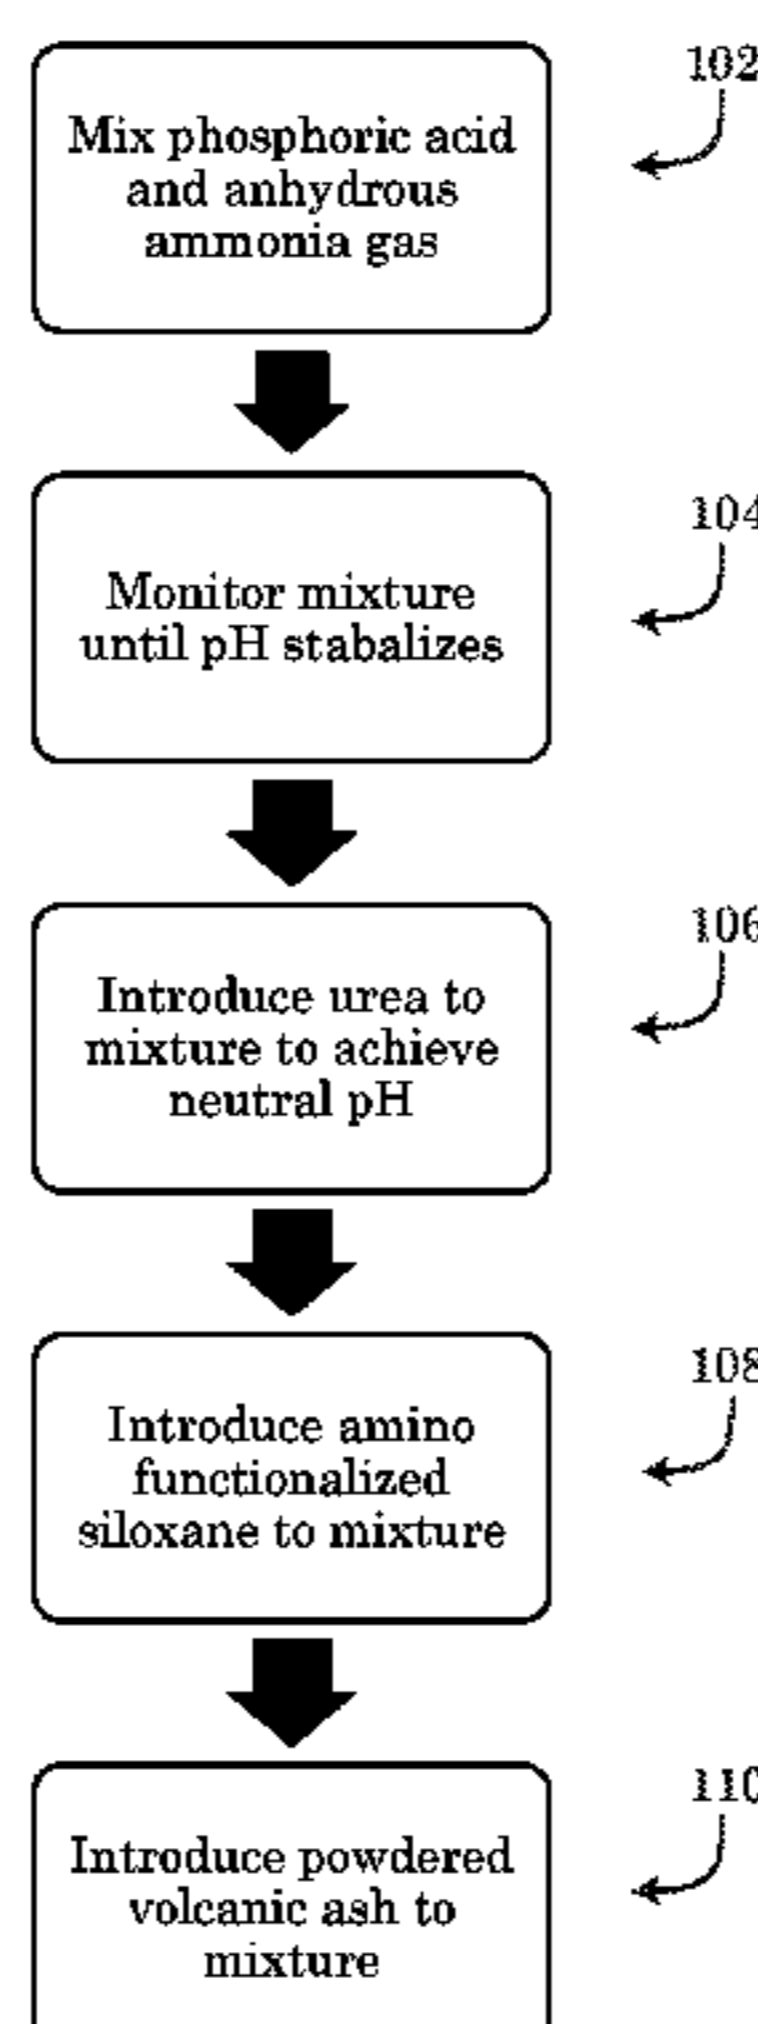 102
Mix phosphoric acid
and anhydrous
ammonia gas
104
Monitor mixture
until pH stabalizes
106
Introduce urea to
mixture to achieve
neutral pH
108
Introduce amino
functionalized
siloxane to mixture
110
Introduce powdered
volcanic ash to
mixture